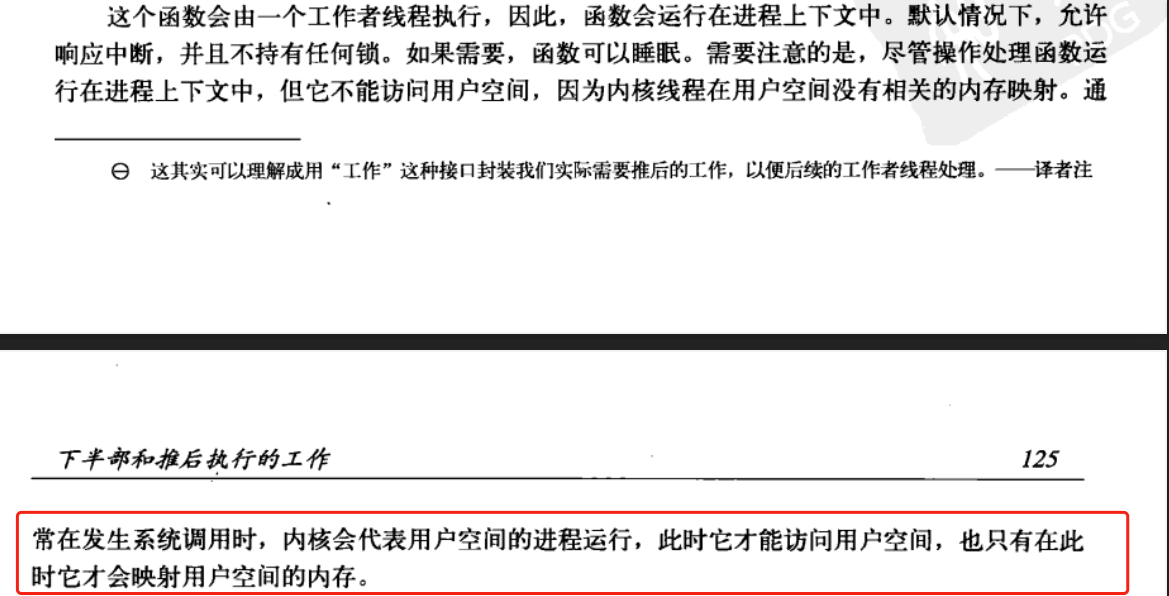 这个函数会由一个工作者线程执行，因此，函数会运行在进程上下文中。默认情况下，允许
响应中断，并且不持有任何锁。如果需要，函数可以睡眠。需要注意的是，尽管操作处理函数运
行在进程上下文中，但它不能访问用户空间，因为内核线程在用户空间没有相关的内存映射。通
⊖ 这其实可以理解成用“工作”这种接口封装我们实际需要推后的工作，以便后续的工作者线程处理。——译者注
下半部和推后执行的工作 125
常在发生系统调用时，内核会代表用户空间的进程运行，此时它才能访问用户空间，也只有在此
时它才会映射用户空间的内存。